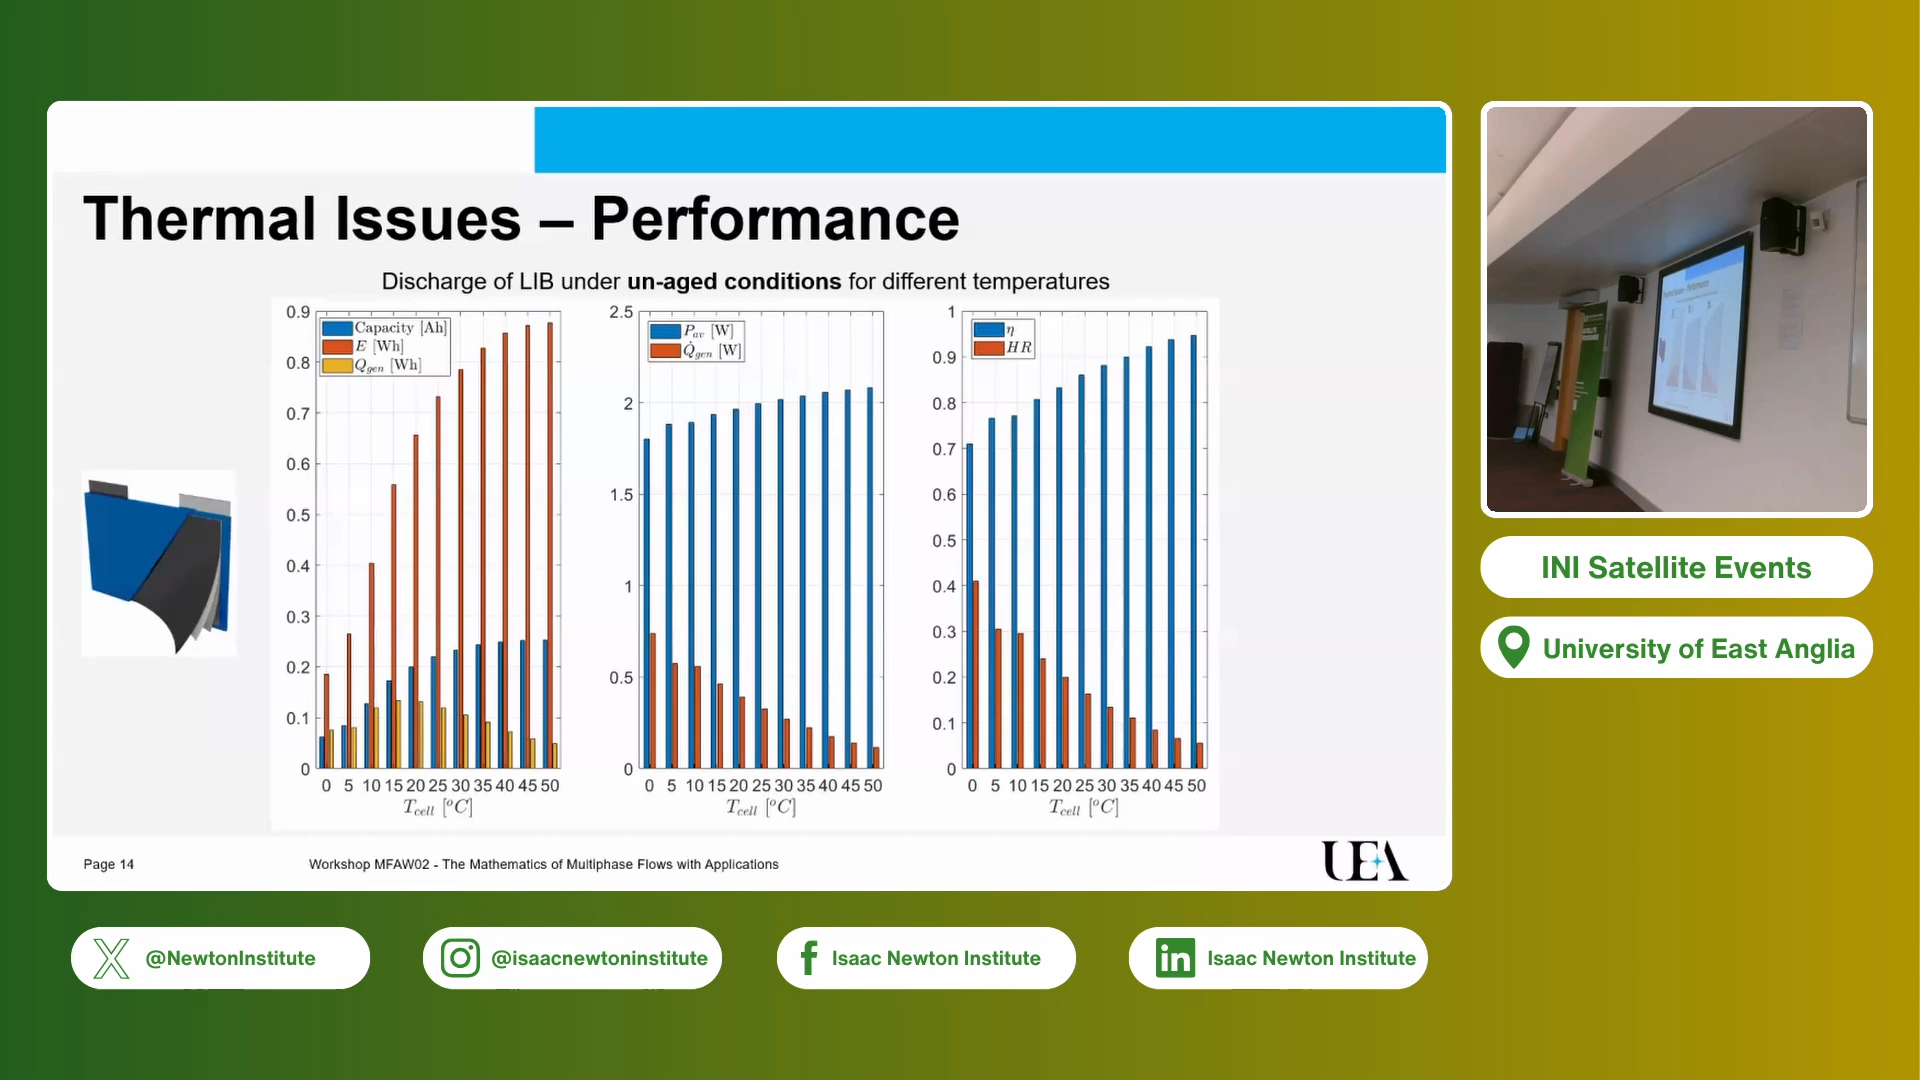 Thermal Issues – Performance
Discharge of LIB under un-aged conditions for different temperatures
Capacity [Ah]
E [Wh]
Q_gen [Wh]
0.9
0.8
0.7
0.6
0.5
0.4
0.3
0.2
0.1
0
0 5 10 15 20 25 30 35 40 45 50
T_cell [°C]
P_av [W]
Q̇_gen [W]
2.5
2
1.5
1
0.5
0
0 5 10 15 20 25 30 35 40 45 50
T_cell [°C]
η
HR
1
0.9
0.8
0.7
0.6
0.5
0.4
0.3
0.2
0.1
0
0 5 10 15 20 25 30 35 40 45 50
T_cell [°C]
Page 14
Workshop MFAW02 - The Mathematics of Multiphase Flows with Applications
UEA
INI Satellite Events
University of East Anglia
@NewtonInstitute
@isaacnewtoninstitute
Isaac Newton Institute
Isaac Newton Institute